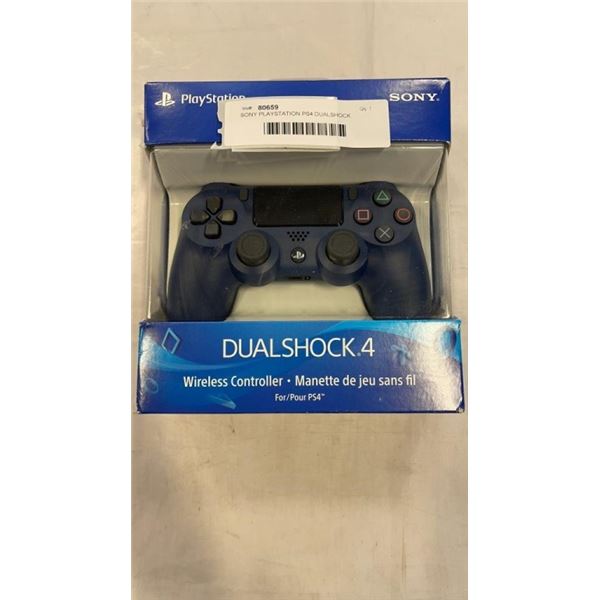 PlayStation
SONY
80659
SONY PLAYSTATION PS4 DUALSHOCK
DUALSHOCK 4
Wireless Controller • Manette de jeu sans fil
For/Pour PS4™